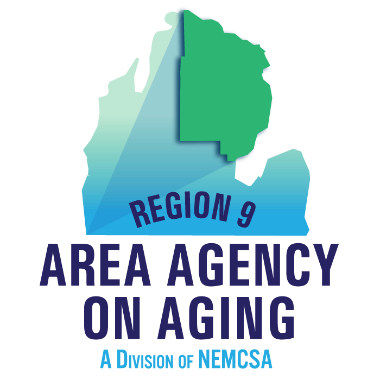 REGION 9
AREA AGENCY
ON AGING
A DIVISION OF NEMCSA